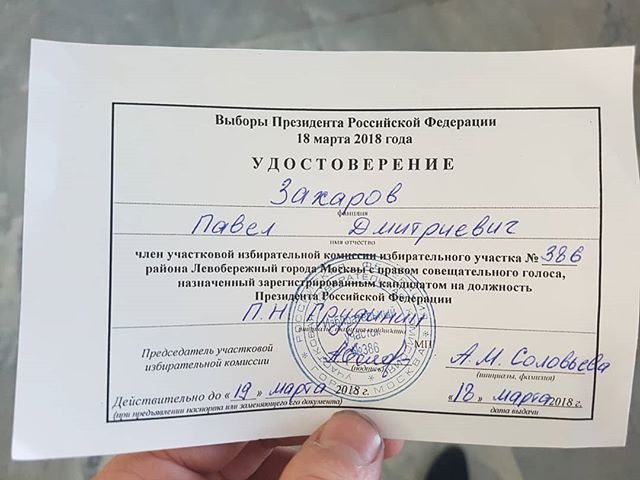 Выборы Президента Российской Федерации
18 марта 2018 года
УДОСТОВЕРЕНИЕ
Захаров
фамилия
Павел Дмитриевич
имя отчество
член участковой избирательной комиссии избирательного участка № 386
района Левобережный города Москвы с правом совещательного голоса,
назначенный зарегистрированным кандидатом на должность
Президента Российской Федерации
П.Н. Грудинин
№386
Председатель участковой МП А.М. Соловьева
избирательной комиссии (подпись) (инициалы, фамилия)
Действительно до «19» марта 2018 г. «18» марта 2018 г.
(при предъявлении паспорта или заменяющего его документа) дата выдачи